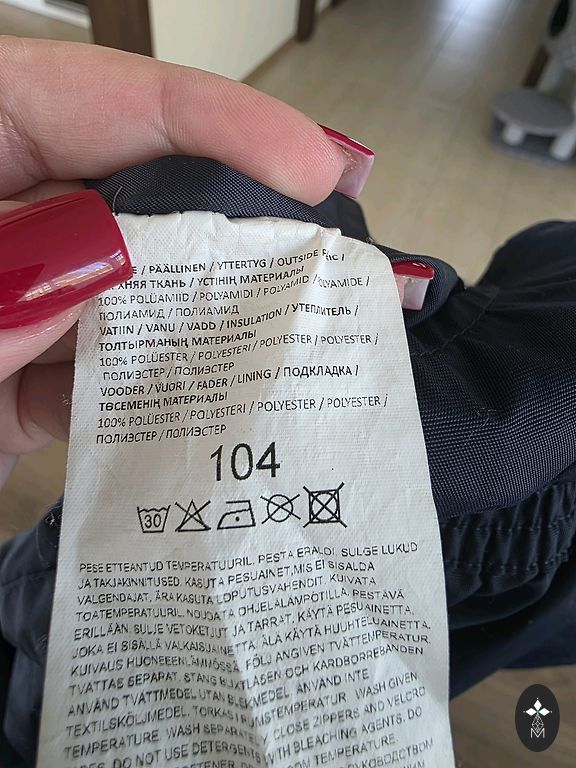 / PÄÄLLINEN / YTTERTYG / OUTSIDE
ХНЯЯ ТКАНЬ / ҮСТІНІҢ МАТЕРИАЛЫ
100% POLÜAMIID / POLYAMIDI / POLYAMID / POLYAMIDE /
ПОЛИАМИД / ПОЛИАМИД
VATIIN / VANU / VADD / INSULATION / УТЕПЛИТЕЛЬ /
ТОЛТЫРМАНЫҢ МАТЕРИАЛЫ
100% POLÜESTER / POLYESTERI / POLYESTER / POLYESTER /
ПОЛИЭСТЕР / ПОЛИЭСТЕР
VOODER / VUORI / FADER / LINING / ПОДКЛАДКА /
ТӨСЕМЕНІҢ МАТЕРИАЛЫ
100% POLÜESTER / POLYESTERI / POLYESTER / POLYESTER /
ПОЛИЭСТЕР / ПОЛИЭСТЕР
104
30
PESE ETTEANTUD TEMPERATUURIL. PESTA ERALDI. SULGE LUKUD
JA TAKJAKINNITUSED. KASUTA PESUAINET,MIS EI SISALDA
VALGENDAJAT, ÄRA KASUTA LOPUTUSVAHENDIT. KUIVATA
TOATEMPERATUURIL. NOUDATA OHJELÄMPÖTILA. PESTÄVÄ
ERILLÄÄN. SULJE VETOKETJUT JA TARRAT. KÄYTÄ PESUAINETTA,
JOKA EI SISÄLLÄ VALKAISUAINETTA. ÄLÄ KÄYTÄ HUUHTELUAINETTA.
KUIVAUS HUONEEENLÄMMÖSSÄ. FÖLJ ANGIVEN TVÄTTEMPERATUR.
TVÄTTAS SEPARAT. STÄNG BLIXTLÅSEN OCH KARDBORREBANDEN
ANVÄND TVÄTTMEDEL UTAN BLEKMEDEL. ANVÄND INTE
TEXTILSKÖLJMEDEL. TORKAS I RUMSTEMPERATUR. WASH GIVEN
TEMPERATURE. WASH SEPARATELY. CLOSE ZIPPERS AND VELCRO
DO NOT USE DETERGENTS WITH BLEACHING AGENTS. DO
ROOM TEMPERATURE.
M